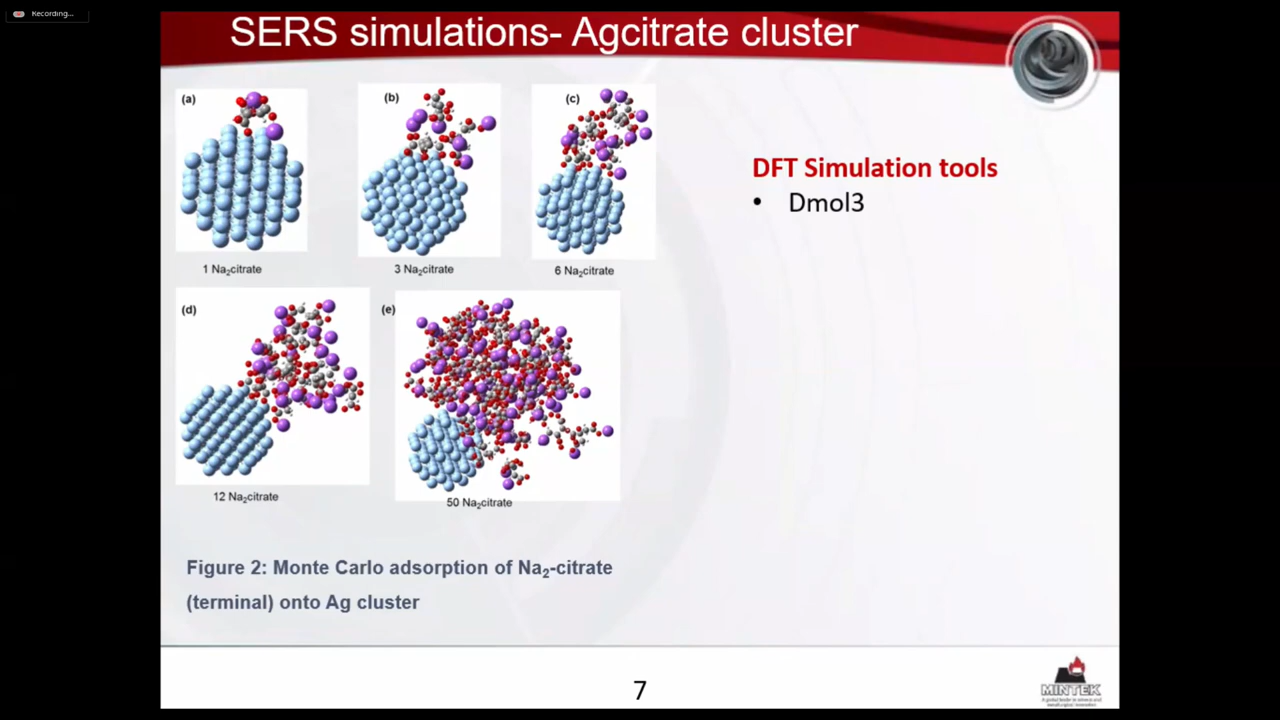 Recording...
SERS simulations- Agcitrate cluster
(a)
(b)
(c)
1 Na₂citrate
3 Na₂citrate
6 Na₂citrate
DFT Simulation tools
• Dmol3
(d)
(e)
12 Na₂citrate
50 Na₂citrate
Figure 2: Monte Carlo adsorption of Na₂-citrate
(terminal) onto Ag cluster
7
MINTEK